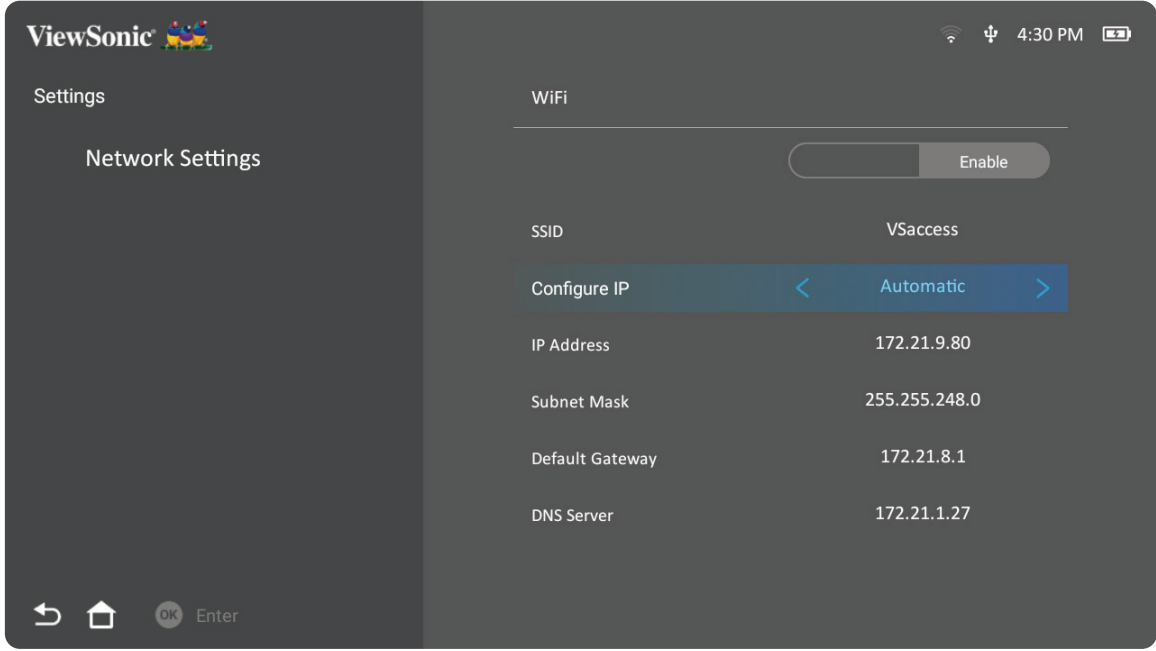 ViewSonic®
4:30 PM
Settings
Network Settings
WiFi
Enable
SSID VSaccess
Configure IP < Automatic >
IP Address 172.21.9.80
Subnet Mask 255.255.248.0
Default Gateway 172.21.8.1
DNS Server 172.21.1.27
OK Enter